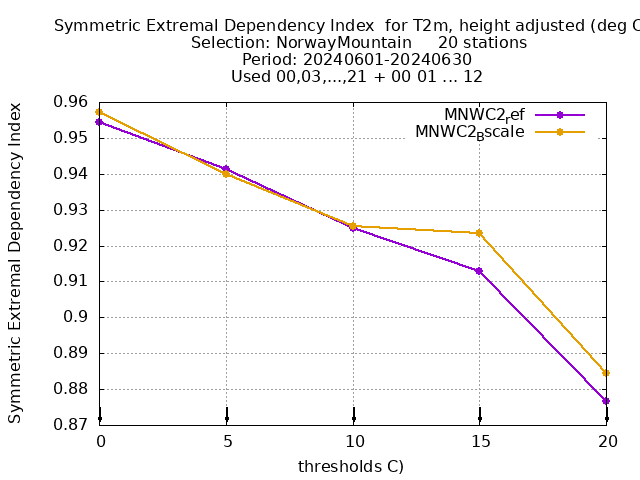 Symmetric Extremal Dependency Index for T2m, height adjusted (deg C
Selection: NorwayMountain 20 stations
Period: 20240601-20240630
Used 00,03,...,21 + 00 01 ... 12
MNWC2ref
MNWC2Bscale
0.96
0.95
0.94
0.93
0.92
0.91
0.9
0.89
0.88
0.87
Symmetric Extremal Dependency Index
0 5 10 15 20
thresholds C)